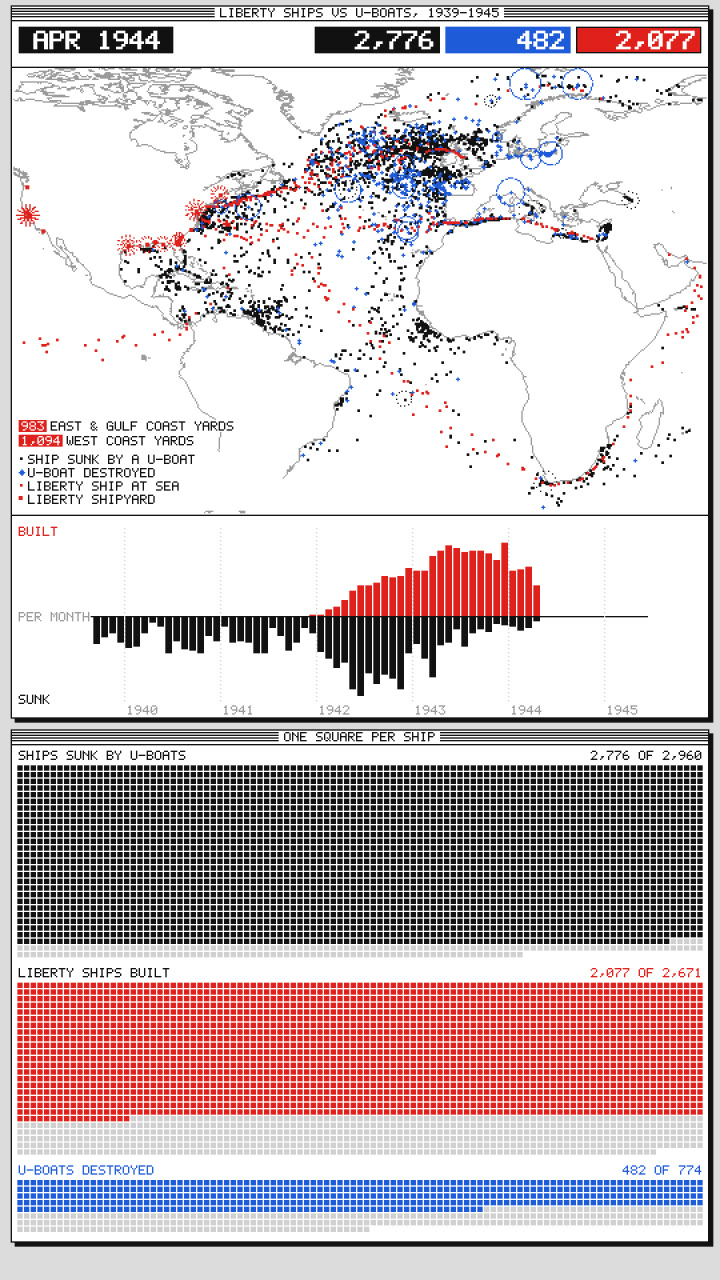 LIBERTY SHIPS VS U-BOATS, 1939-1945
APR 1944 2,776 482 2,077
983 EAST & GULF COAST YARDS
1,094 WEST COAST YARDS
SHIP SUNK BY A U-BOAT
U-BOAT DESTROYED
LIBERTY SHIP AT SEA
LIBERTY SHIPYARD
BUILT
PER MONTH
SUNK
1940 1941 1942 1943 1944 1945
ONE SQUARE PER SHIP
SHIPS SUNK BY U-BOATS 2,776 OF 2,960
LIBERTY SHIPS BUILT 2,077 OF 2,671
U-BOATS DESTROYED 482 OF 774